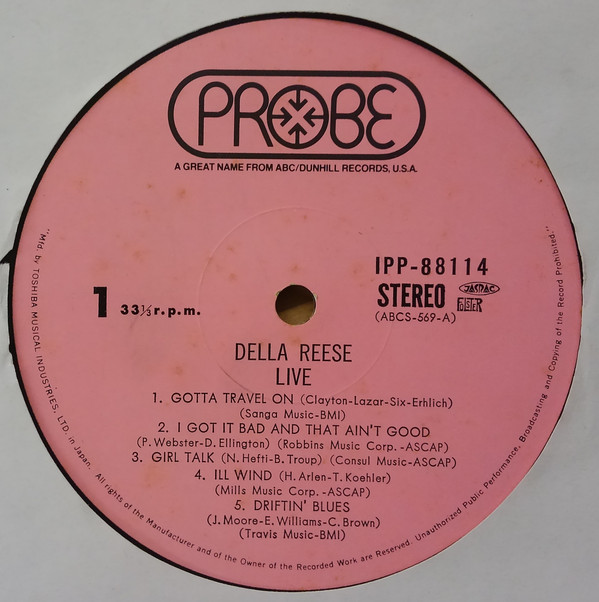 PROBE
A GREAT NAME FROM ABC/DUNHILL RECORDS, U.S.A.
IPP-88114
1 33⅓ r.p.m.
STEREO JASRAC
FOLSTER
(ABCS-569-A)
DELLA REESE
LIVE
1. GOTTA TRAVEL ON (Clayton-Lazar-Six-Erhlich)
(Sanga Music-BMI)
2. I GOT IT BAD AND THAT AIN'T GOOD
(P. Webster-D. Ellington) (Robbins Music Corp.-ASCAP)
3. GIRL TALK (N. Hefti-B. Troup) (Consul Music-ASCAP)
4. ILL WIND (H. Arlen-T. Koehler)
(Mills Music Corp.-ASCAP)
5. DRIFTIN' BLUES
(J. Moore-E. Williams-C. Brown)
(Travis Music-BMI)
"Mfd. by TOSHIBA MUSICAL INDUSTRIES, LTD. in Japan. All rights of the Manufacturer and of the Owner of the Recorded Work are Reserved. Unauthorized Public Performance, Broadcasting and Copying of the Record Prohibited."